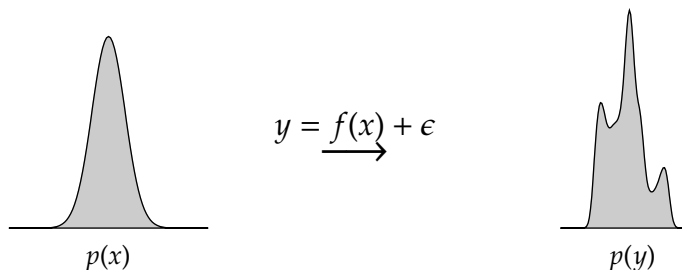 y = f(x) + ϵ
p(x)
p(y)